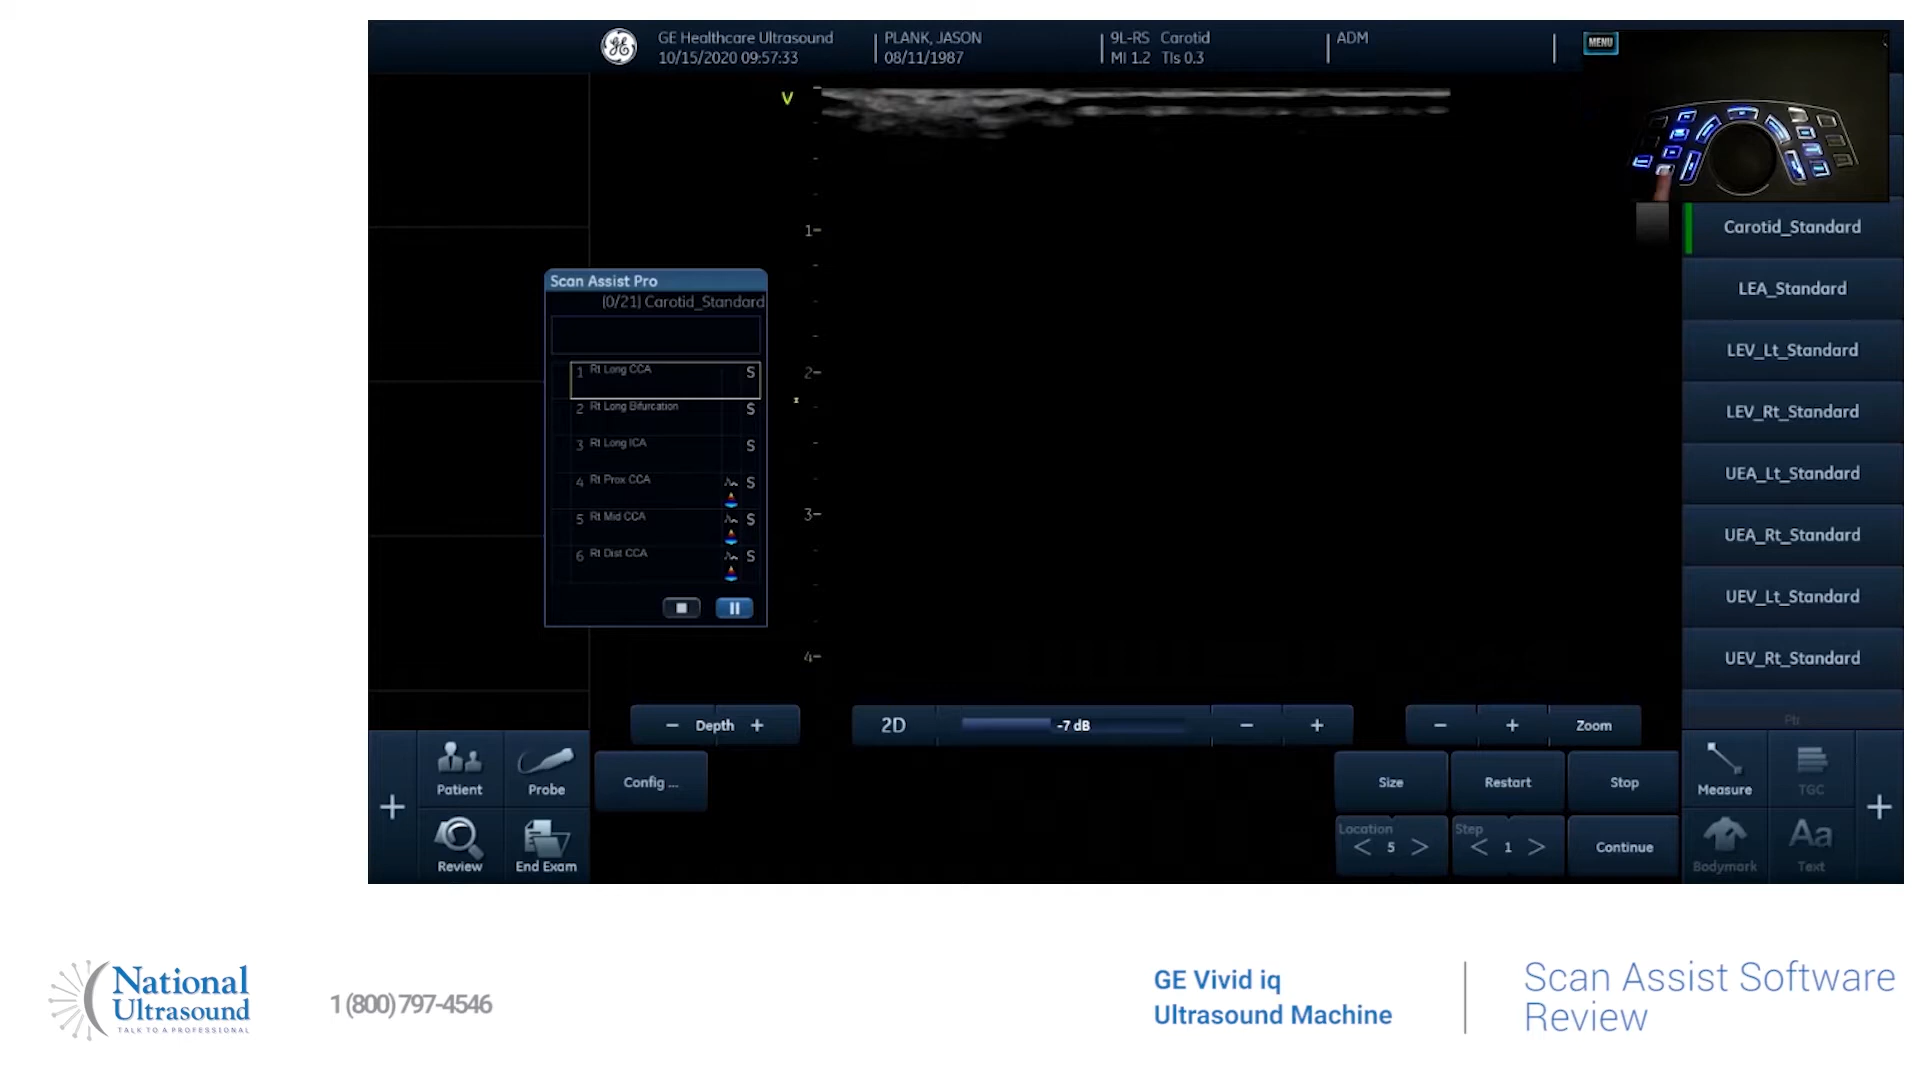 GE Healthcare Ultrasound
10/15/2020 09:57:33
PLANK, JASON
08/11/1987
9L-RS Carotid
MI 1.2 TIs 0.3
ADM
MENU
V
1
2
3
4
Scan Assist Pro
(0/21) Carotid_Standard
1 Rt Long CCA S
2 Rt Long Bifurcation S
3 Rt Long ICA S
4 Rt Prox CCA S
5 Rt Mid CCA S
6 Rt Dist CCA S
Carotid_Standard
LEA_Standard
LEV_Lt_Standard
LEV_Rt_Standard
UEA_Lt_Standard
UEA_Rt_Standard
UEV_Lt_Standard
UEV_Rt_Standard
− Depth +
2D -7 dB − +
− + Zoom
Patient
Probe
Review
End Exam
Config ...
Size
Restart
Stop
Location
< 5 >
Step
< 1 >
Continue
Measure
TGC
Bodymark
Aa
Text
National
Ultrasound
TALK TO A PROFESSIONAL
1 (800) 797-4546
GE Vivid iq
Ultrasound Machine
Scan Assist Software
Review